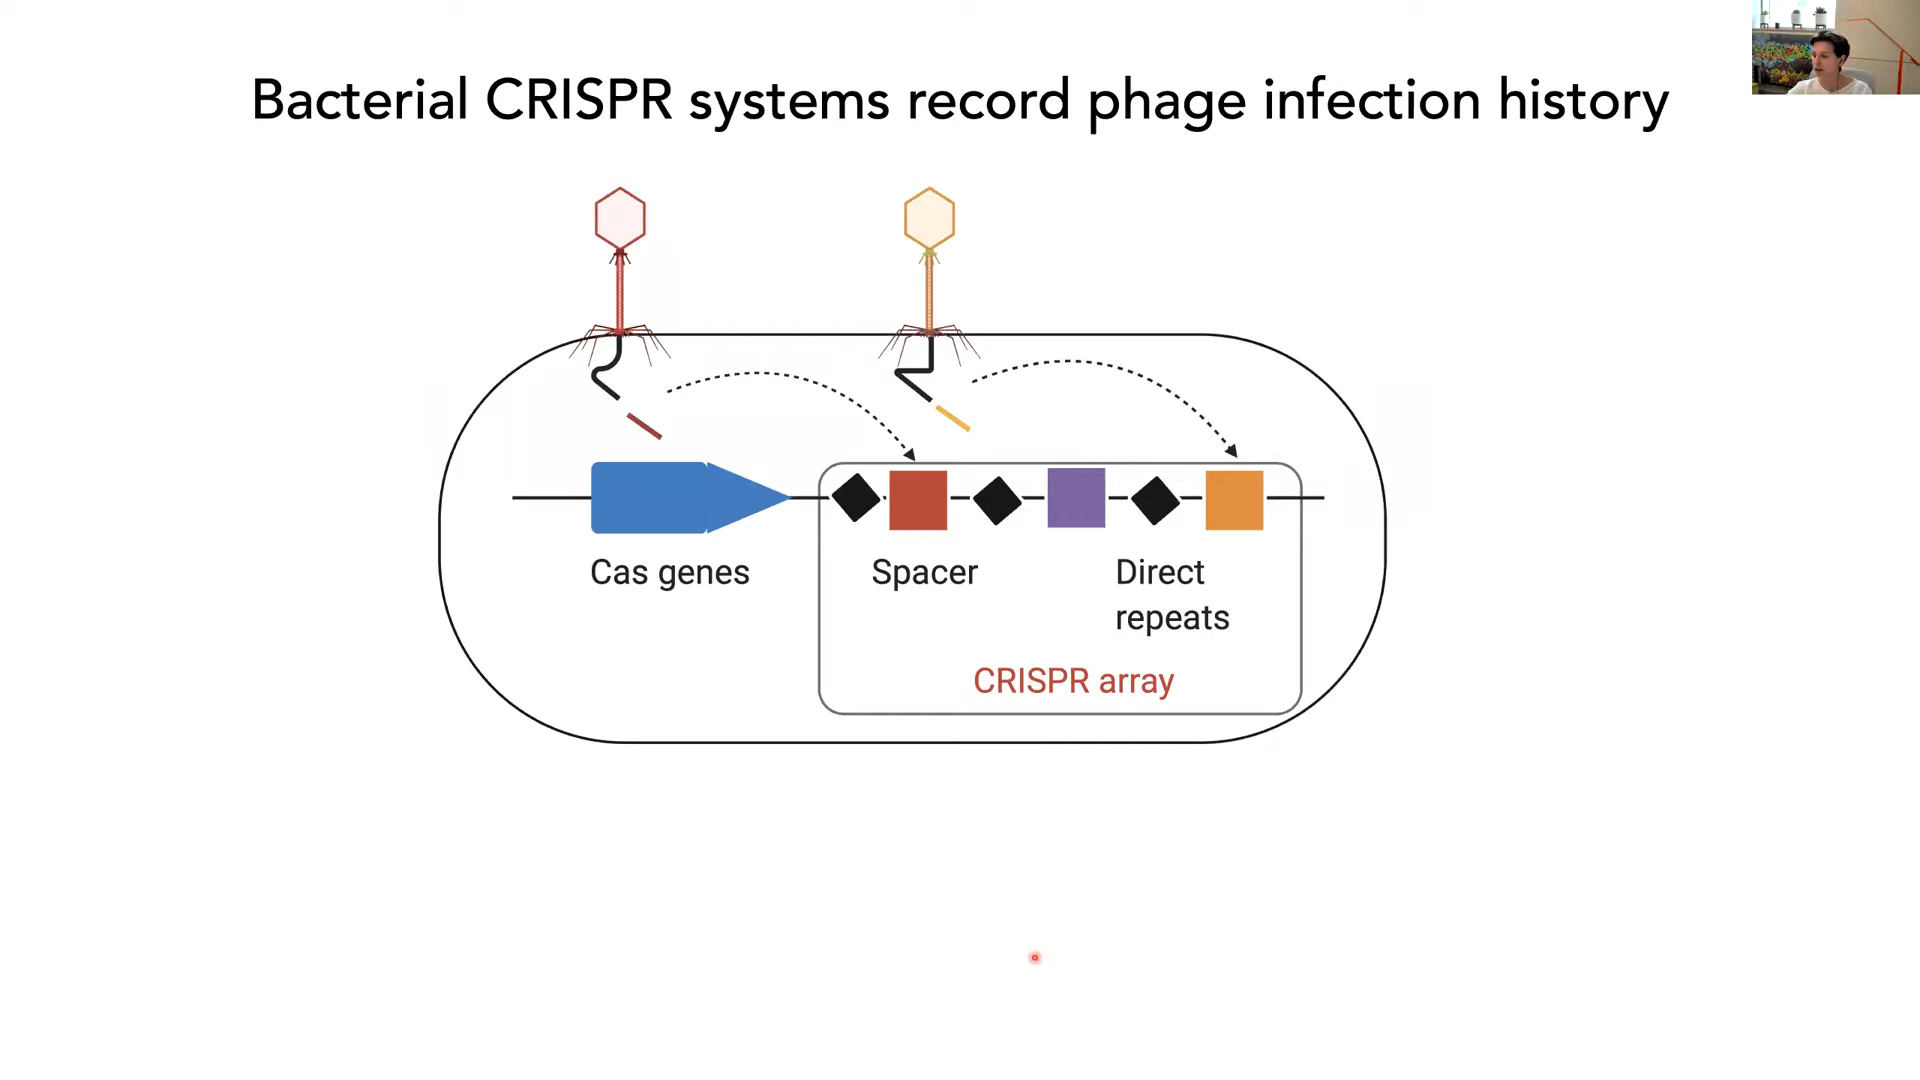 Bacterial CRISPR systems record phage infection history
Cas genes
Spacer
Direct
repeats
CRISPR array